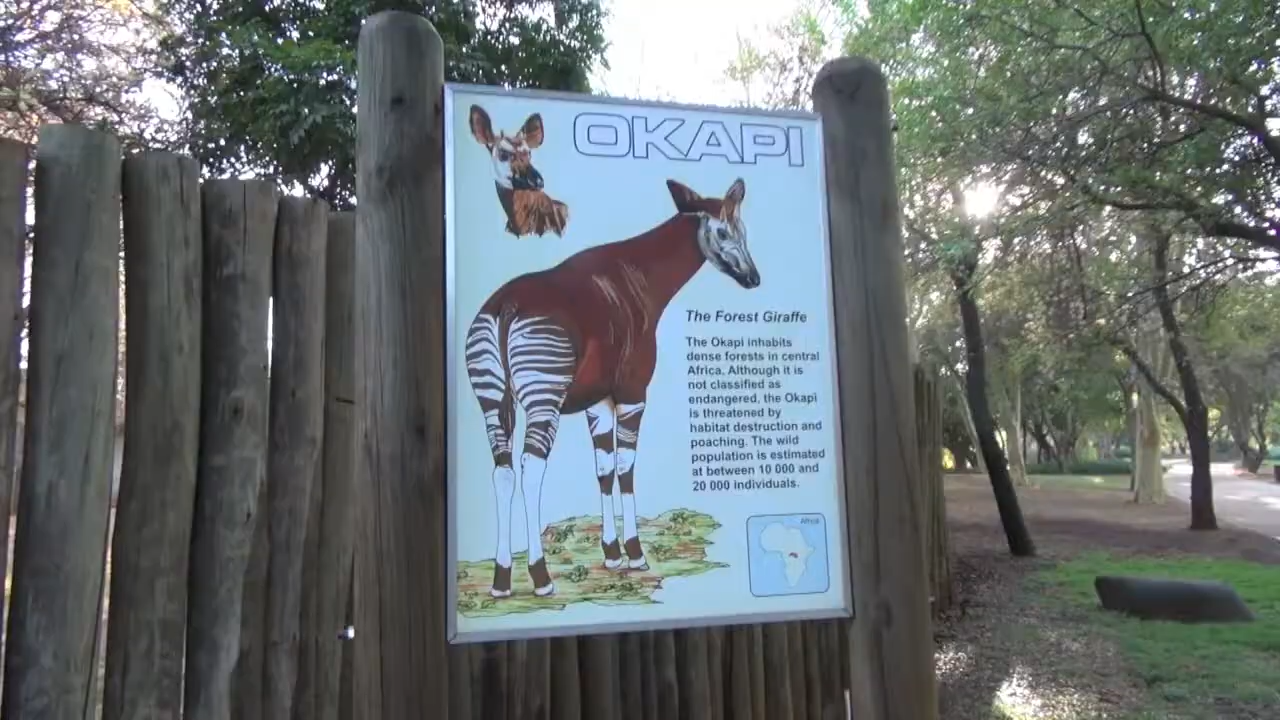 OKAPI
The Forest Giraffe
The Okapi inhabits
dense forests in central
Africa. Although it is
not classified as
endangered, the Okapi
is threatened by
habitat destruction and
poaching. The wild
population is estimated
at between 10 000 and
20 000 individuals.
Africa